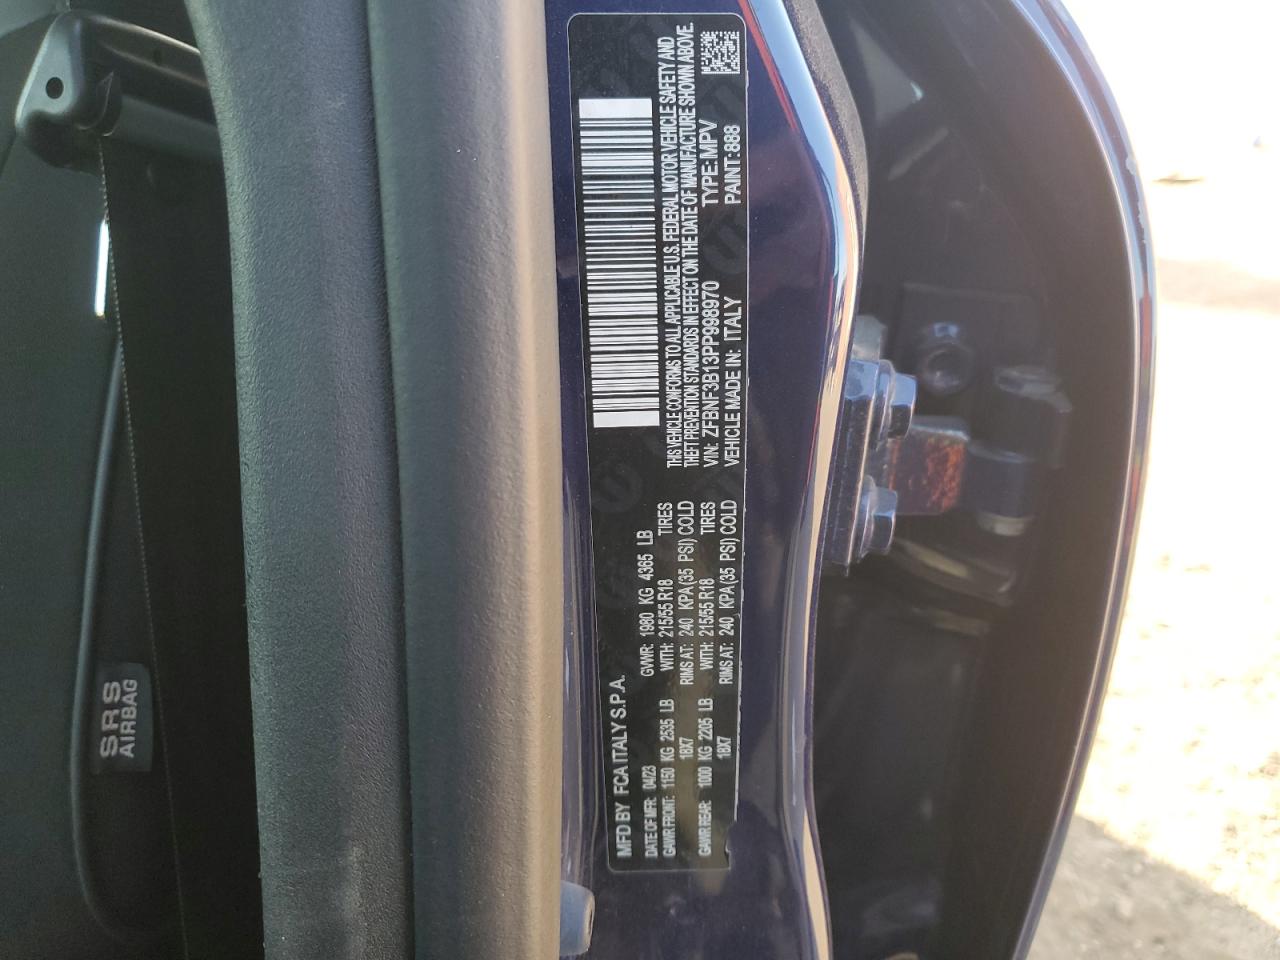 MFD BY FCA ITALY S.P.A.
DATE OF MFR: 04/23 GVWR: 1980 KG 4365 LB
GAWR FRONT: 1150 KG 2535 LB WITH: 215/55 R18 TIRES
18X7 RIMS AT: 240 KPA (35 PSI) COLD
GAWR REAR: 1000 KG 2205 LB WITH: 215/55 R18 TIRES
18X7 RIMS AT: 240 KPA (35 PSI) COLD
THIS VEHICLE CONFORMS TO ALL APPLICABLE U.S. FEDERAL MOTOR VEHICLE SAFETY AND
THEFT PREVENTION STANDARDS IN EFFECT ON THE DATE OF MANUFACTURE SHOWN ABOVE.
VIN: ZFBNF3B13PP998970 TYPE: MPV
VEHICLE MADE IN: ITALY PAINT: 888
SRS
AIRBAG